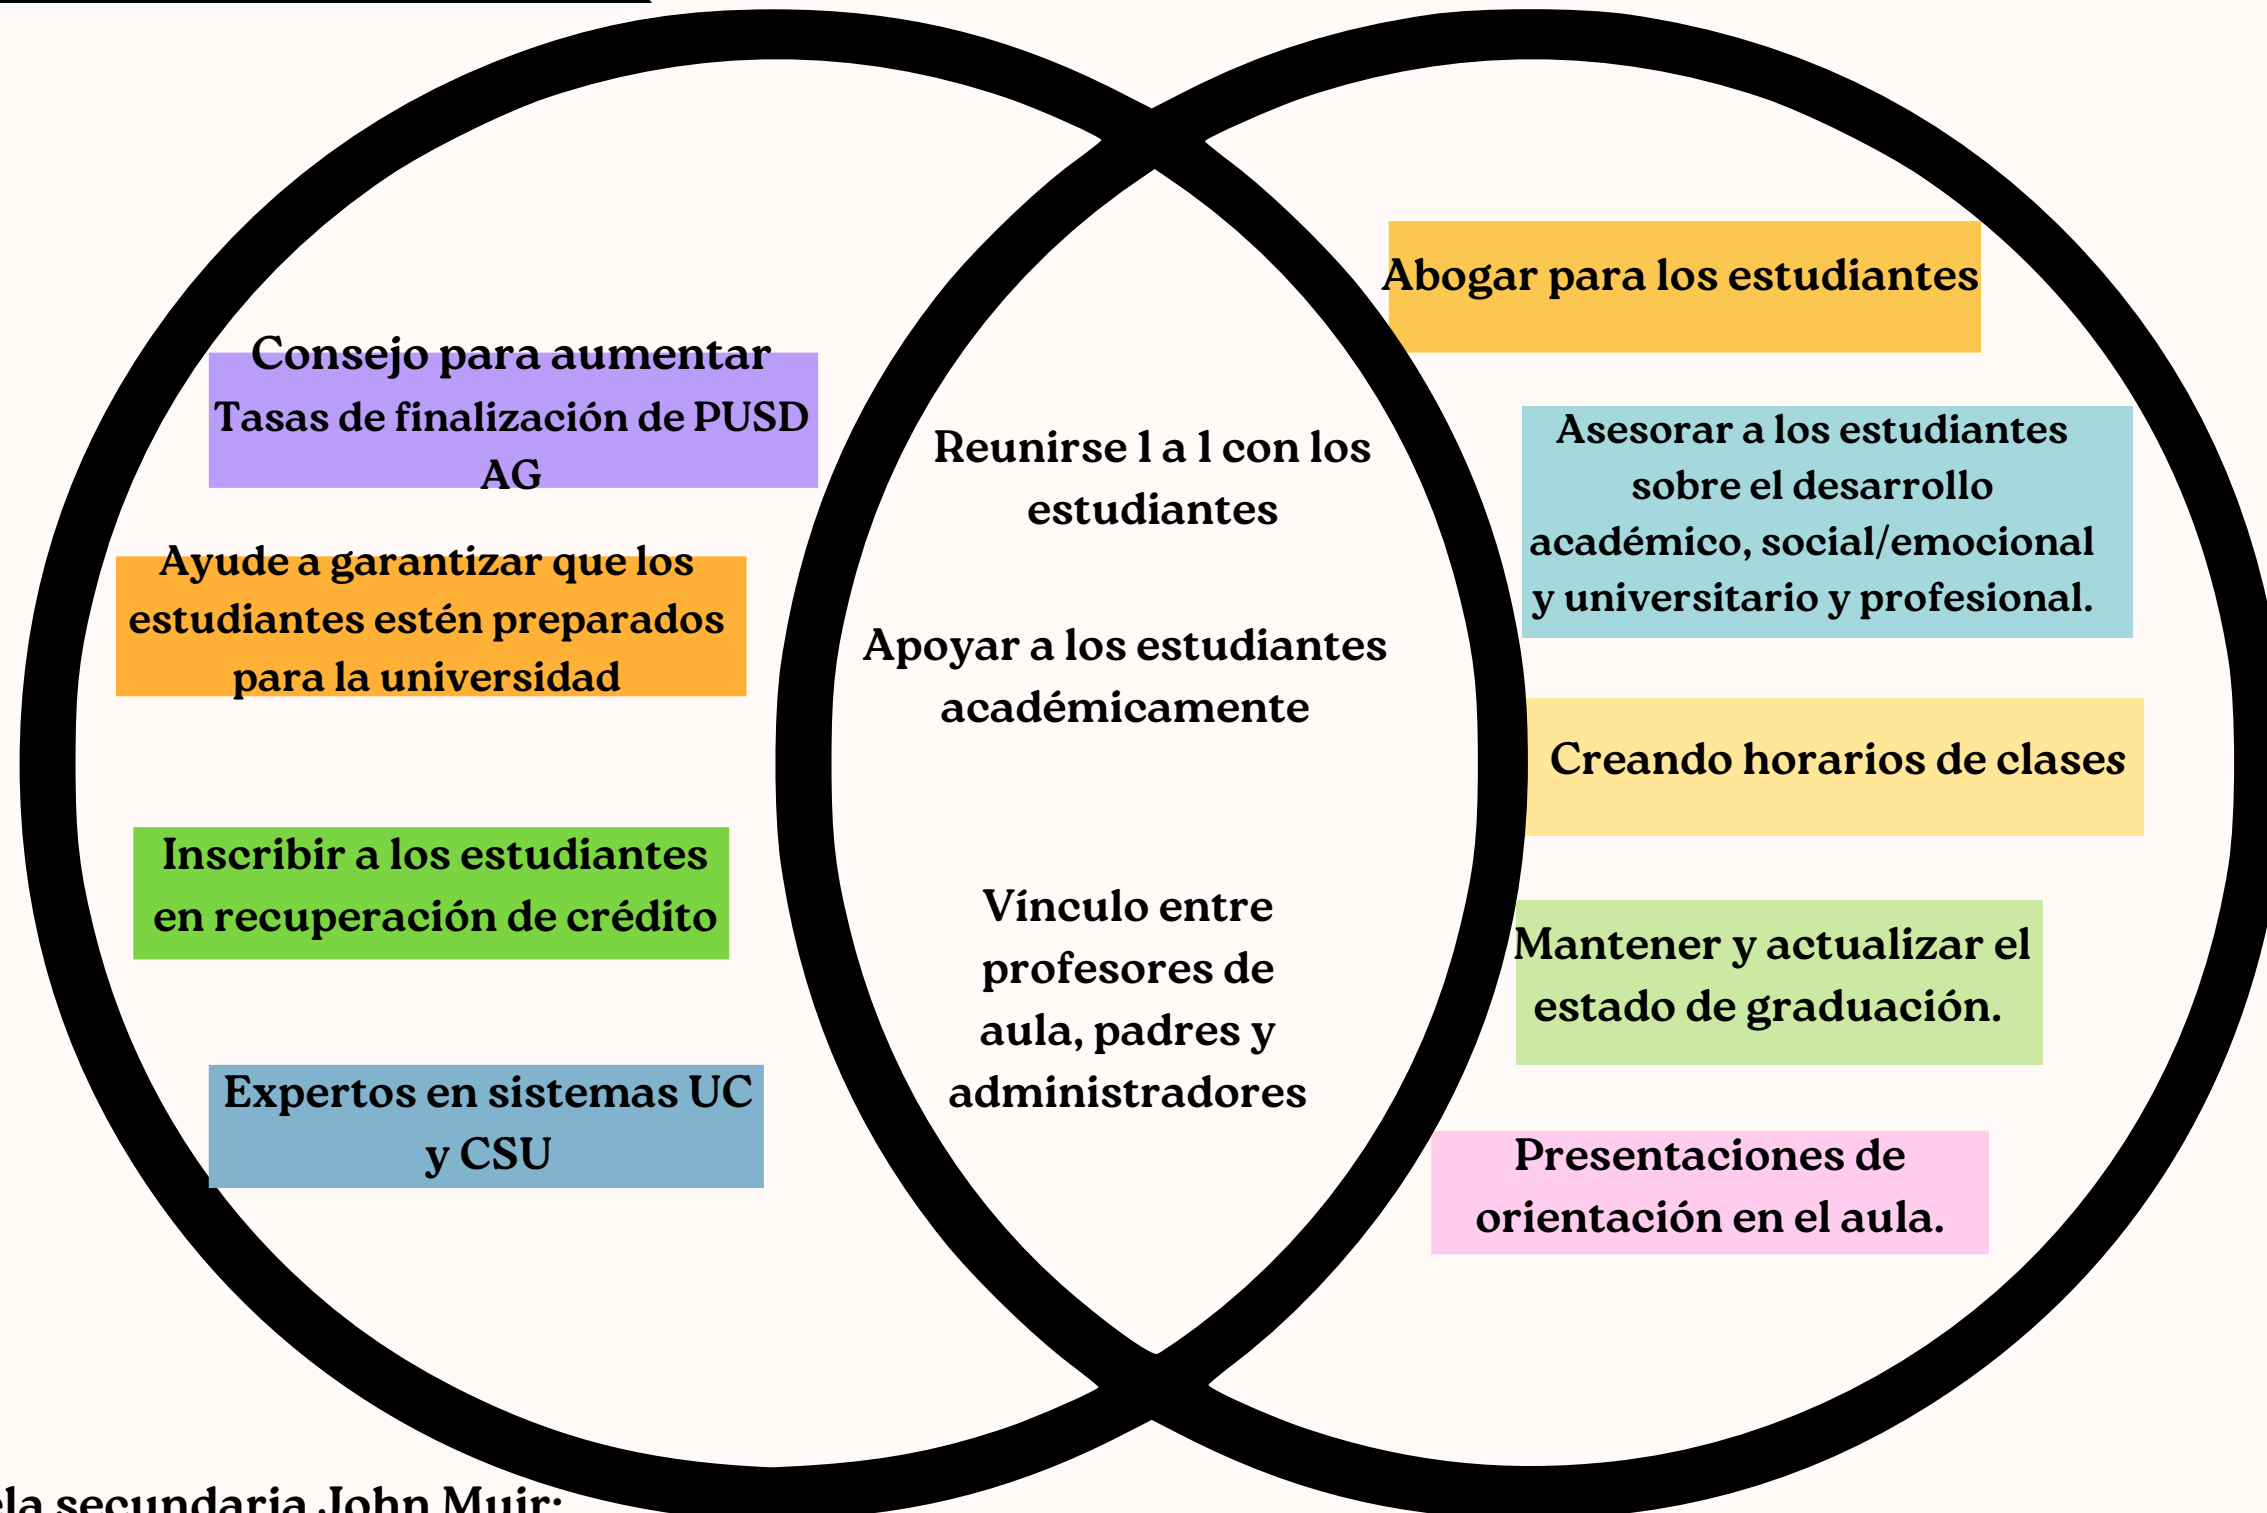 Consejo para aumentar
Tasas de finalización de PUSD
AG
Ayude a garantizar que los
estudiantes estén preparados
para la universidad
Inscribir a los estudiantes
en recuperación de crédito
Expertos en sistemas UC
y CSU
Reunirse 1 a 1 con los
estudiantes
Apoyar a los estudiantes
académicamente
Vínculo entre
profesores de
aula, padres y
administradores
Abogar para los estudiantes
Asesorar a los estudiantes
sobre el desarrollo
académico, social/emocional
y universitario y profesional.
Creando horarios de clases
Mantener y actualizar el
estado de graduación.
Presentaciones de
orientación en el aula.
secundaria John Muir: